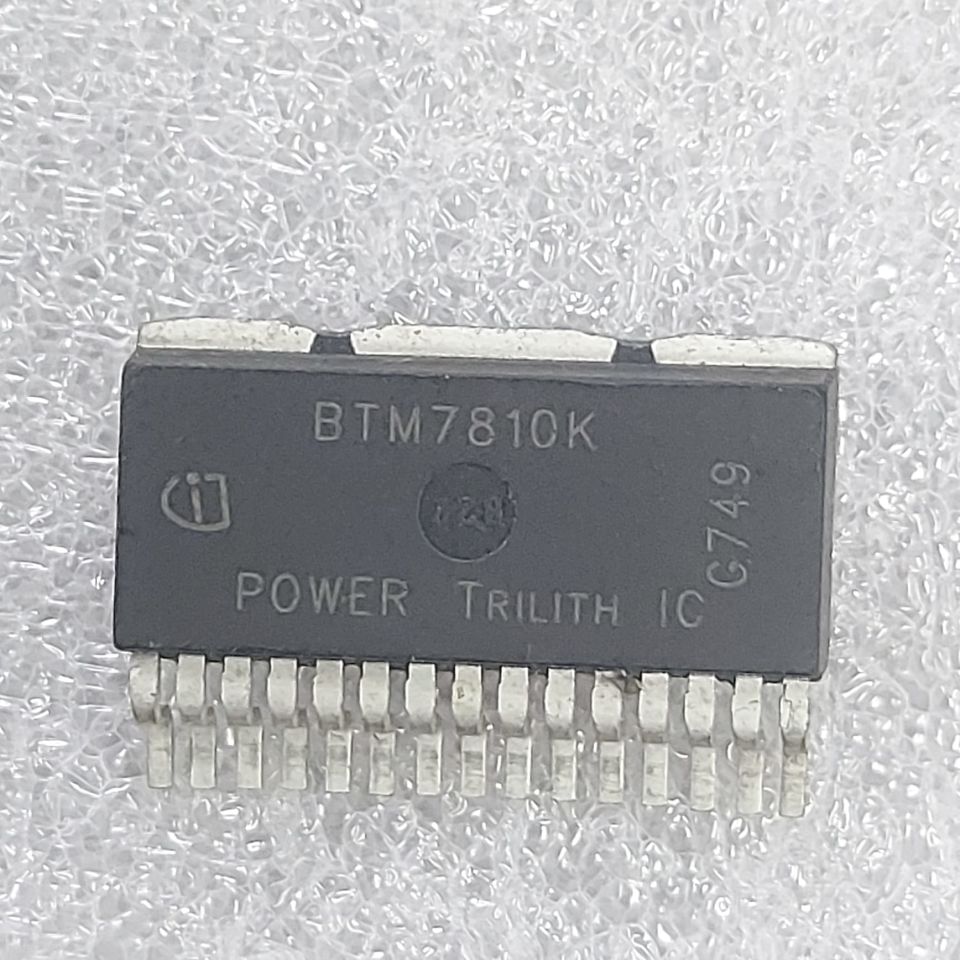 BTM7810K
POWER TRILITH IC
G749